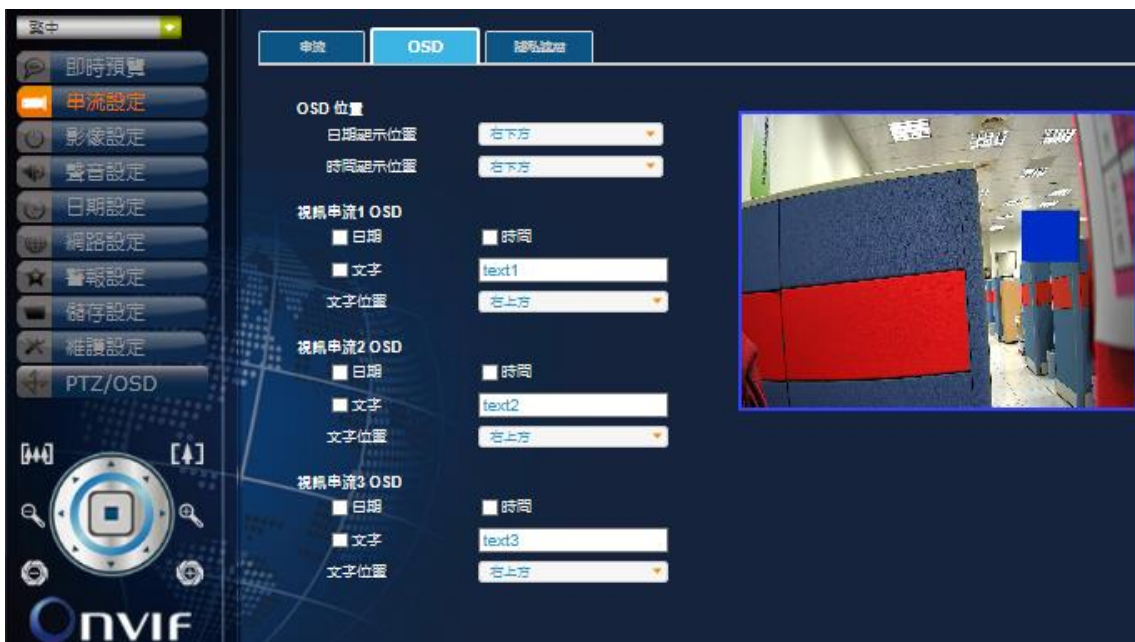 繁中
即時預覽
串流設定
影像設定
聲音設定
日期設定
網路設定
警報設定
儲存設定
維護設定
PTZ/OSD
onvif
串流
OSD
隱私遮罩
OSD 位置
日期顯示位置
右下方
時間顯示位置
右下方
視訊串流1 OSD
日期
時間
文字
text1
文字位置
右上方
視訊串流2 OSD
日期
時間
文字
text2
文字位置
右上方
視訊串流3 OSD
日期
時間
文字
text3
文字位置
右上方